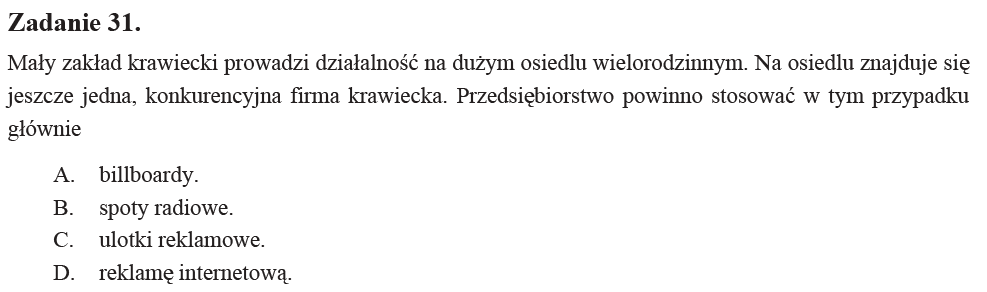 Zadanie 31.
Mały zakład krawiecki prowadzi działalność na dużym osiedlu wielorodzinnym. Na osiedlu znajduje się
jeszcze jedna, konkurencyjna firma krawiecka. Przedsiębiorstwo powinno stosować w tym przypadku
głównie
A. billboardy.
B. spoty radiowe.
C. ulotki reklamowe.
D. reklamę internetową.